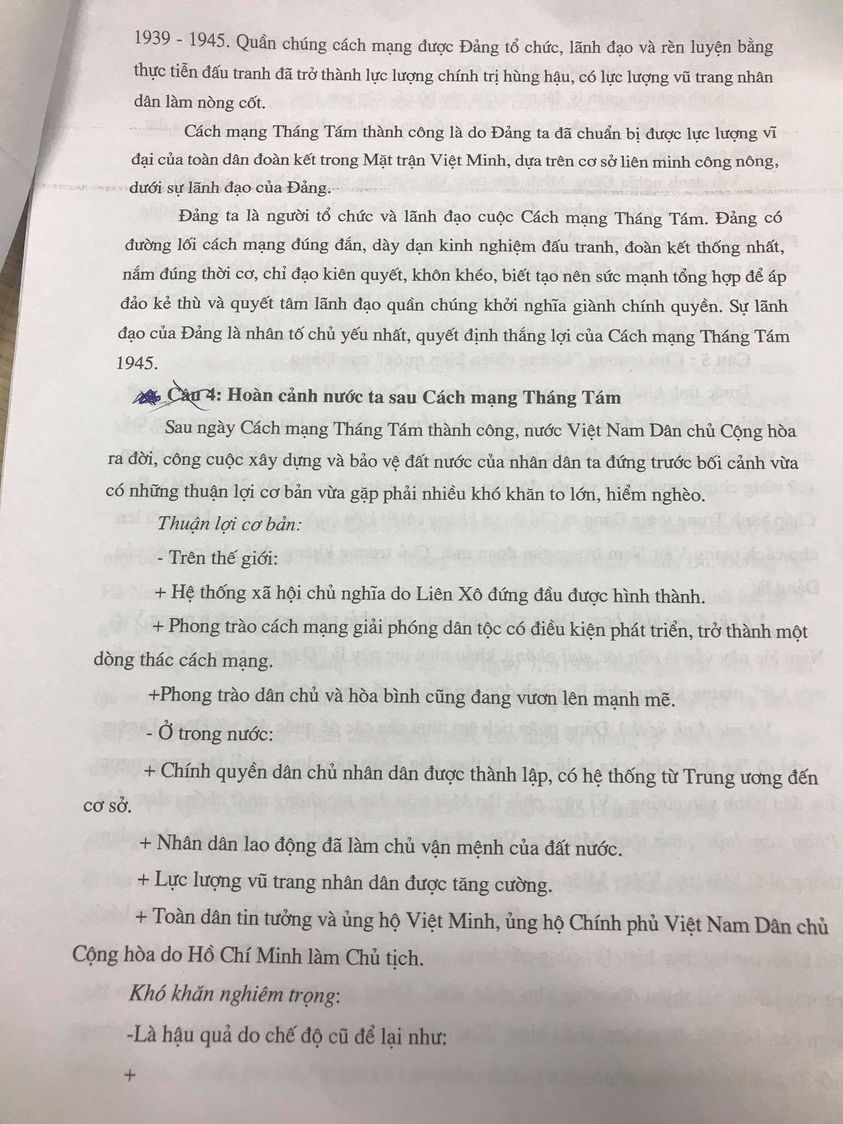 1939 - 1945. Quần chúng cách mạng được Đảng tổ chức, lãnh đạo và rèn luyện bằng
thực tiễn đấu tranh đã trở thành lực lượng chính trị hùng hậu, có lực lượng vũ trang nhân
dân làm nòng cốt.
Cách mạng Tháng Tám thành công là do Đảng ta đã chuẩn bị được lực lượng vĩ
đại của toàn dân đoàn kết trong Mặt trận Việt Minh, dựa trên cơ sở liên minh công nông,
dưới sự lãnh đạo của Đảng.
Đảng ta là người tổ chức và lãnh đạo cuộc Cách mạng Tháng Tám. Đảng có
đường lối cách mạng đúng đắn, dày dạn kinh nghiệm đấu tranh, đoàn kết thống nhất,
nắm đúng thời cơ, chỉ đạo kiên quyết, khôn khéo, biết tạo nên sức mạnh tổng hợp để áp
đảo kẻ thù và quyết tâm lãnh đạo quần chúng khởi nghĩa giành chính quyền. Sự lãnh
đạo của Đảng là nhân tố chủ yếu nhất, quyết định thắng lợi của Cách mạng Tháng Tám
1945.
Câu 4: Hoàn cảnh nước ta sau Cách mạng Tháng Tám
Sau ngày Cách mạng Tháng Tám thành công, nước Việt Nam Dân chủ Cộng hòa
ra đời, công cuộc xây dựng và bảo vệ đất nước của nhân dân ta đứng trước bối cảnh vừa
có những thuận lợi cơ bản vừa gặp phải nhiều khó khăn to lớn, hiểm nghèo.
Thuận lợi cơ bản:
- Trên thế giới:
+ Hệ thống xã hội chủ nghĩa do Liên Xô đứng đầu được hình thành.
+ Phong trào cách mạng giải phóng dân tộc có điều kiện phát triển, trở thành một
dòng thác cách mạng.
+Phong trào dân chủ và hòa bình cũng đang vươn lên mạnh mẽ.
- Ở trong nước:
+ Chính quyền dân chủ nhân dân được thành lập, có hệ thống từ Trung ương đến
cơ sở.
+ Nhân dân lao động đã làm chủ vận mệnh của đất nước.
+ Lực lượng vũ trang nhân dân được tăng cường.
+ Toàn dân tin tưởng và ủng hộ Việt Minh, ủng hộ Chính phủ Việt Nam Dân chủ
Cộng hòa do Hồ Chí Minh làm Chủ tịch.
Khó khăn nghiêm trọng:
-Là hậu quả do chế độ cũ để lại như:
+